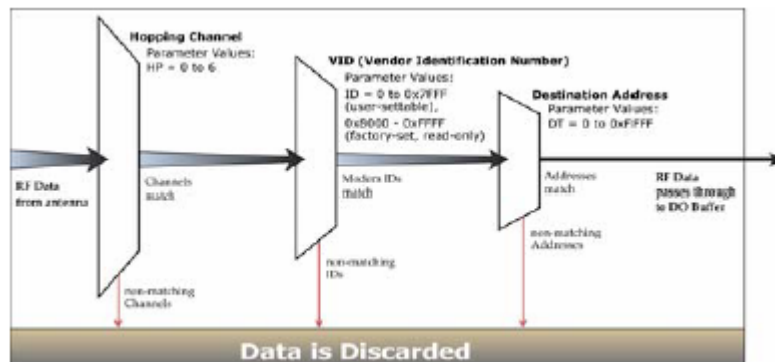 Hopping Channel
Parameter Values:
HP = 0 to 6
VID (Vendor Identification Number)
Parameter Values:
ID = 0 to 0x7FFF
(user-settable),
0x8000 - 0xFFFF
(factory-set, read-only)
Destination Address
Parameter Values:
DT = 0 to 0xFFFF
RF Data
from antenna
Channels
match
Modem IDs
match
Addresses
match
RF Data
passes through
to DO Buffer
non-matching
Channels
non-matching
IDs
non-matching
Addresses
Data is Discarded